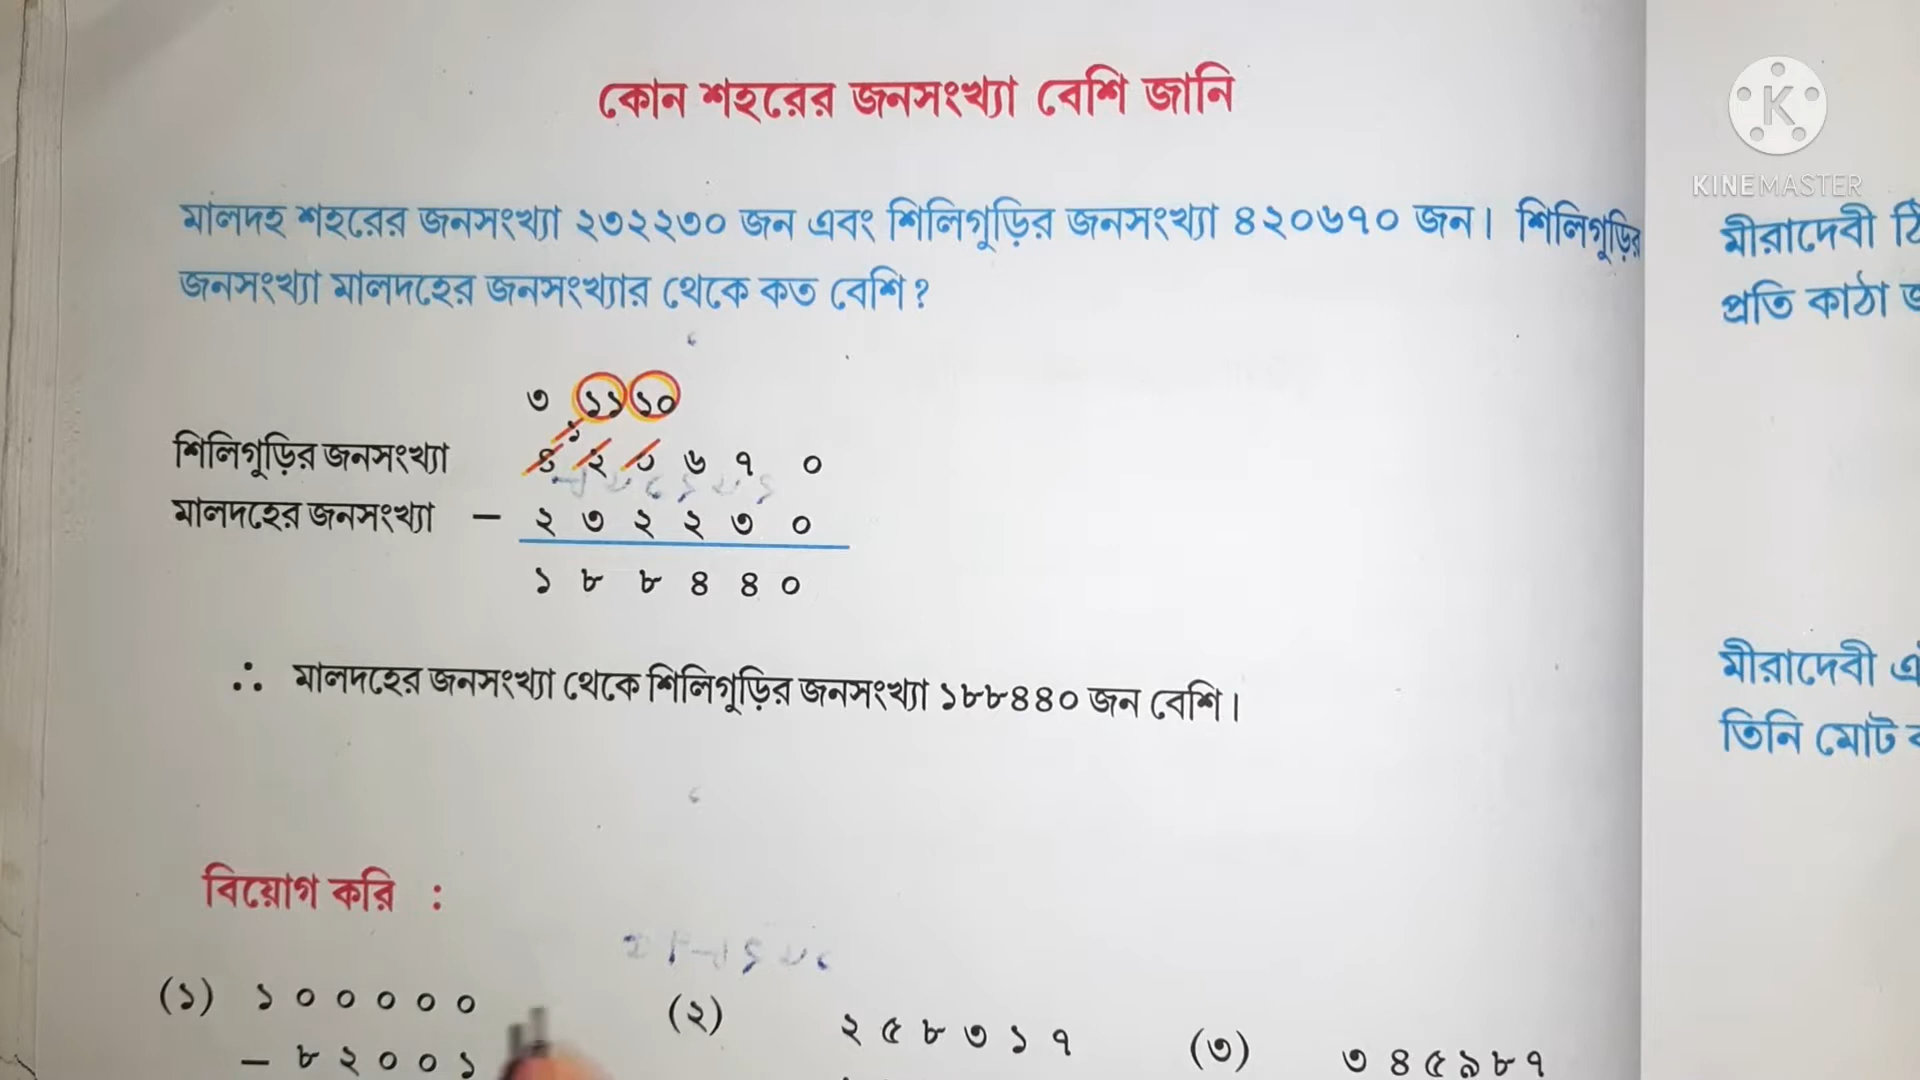 কোন শহরের জনসংখ্যা বেশি জানি
KINEMASTER
মালদহ শহরের জনসংখ্যা ২৩২২৩০ জন এবং শিলিগুড়ির জনসংখ্যা ৪২০৬৭০ জন। শিলিগুড়ির
জনসংখ্যা মালদহের জনসংখ্যার থেকে কত বেশি?
৩ ১১ ১০
শিলিগুড়ির জনসংখ্যা ৪ ১২ ০ ৬ ৭ ০
মালদহের জনসংখ্যা – ২ ৩ ২ ২ ৩ ০
১ ৮ ৮ ৪ ৪ ০
∴ মালদহের জনসংখ্যা থেকে শিলিগুড়ির জনসংখ্যা ১৮৮৪৪০ জন বেশি।
বিয়োগ করি :
(১) ১ ০ ০ ০ ০ ০
– ৮ ২ ০ ০ ১
(২) ২ ৫ ৮ ৩ ১ ৭
(৩) ৩ ৪ ৫ ৯ ৮ ৭
মীরাদেবী
প্রতি কাঠা
মীরাদেবী
তিনি মোট